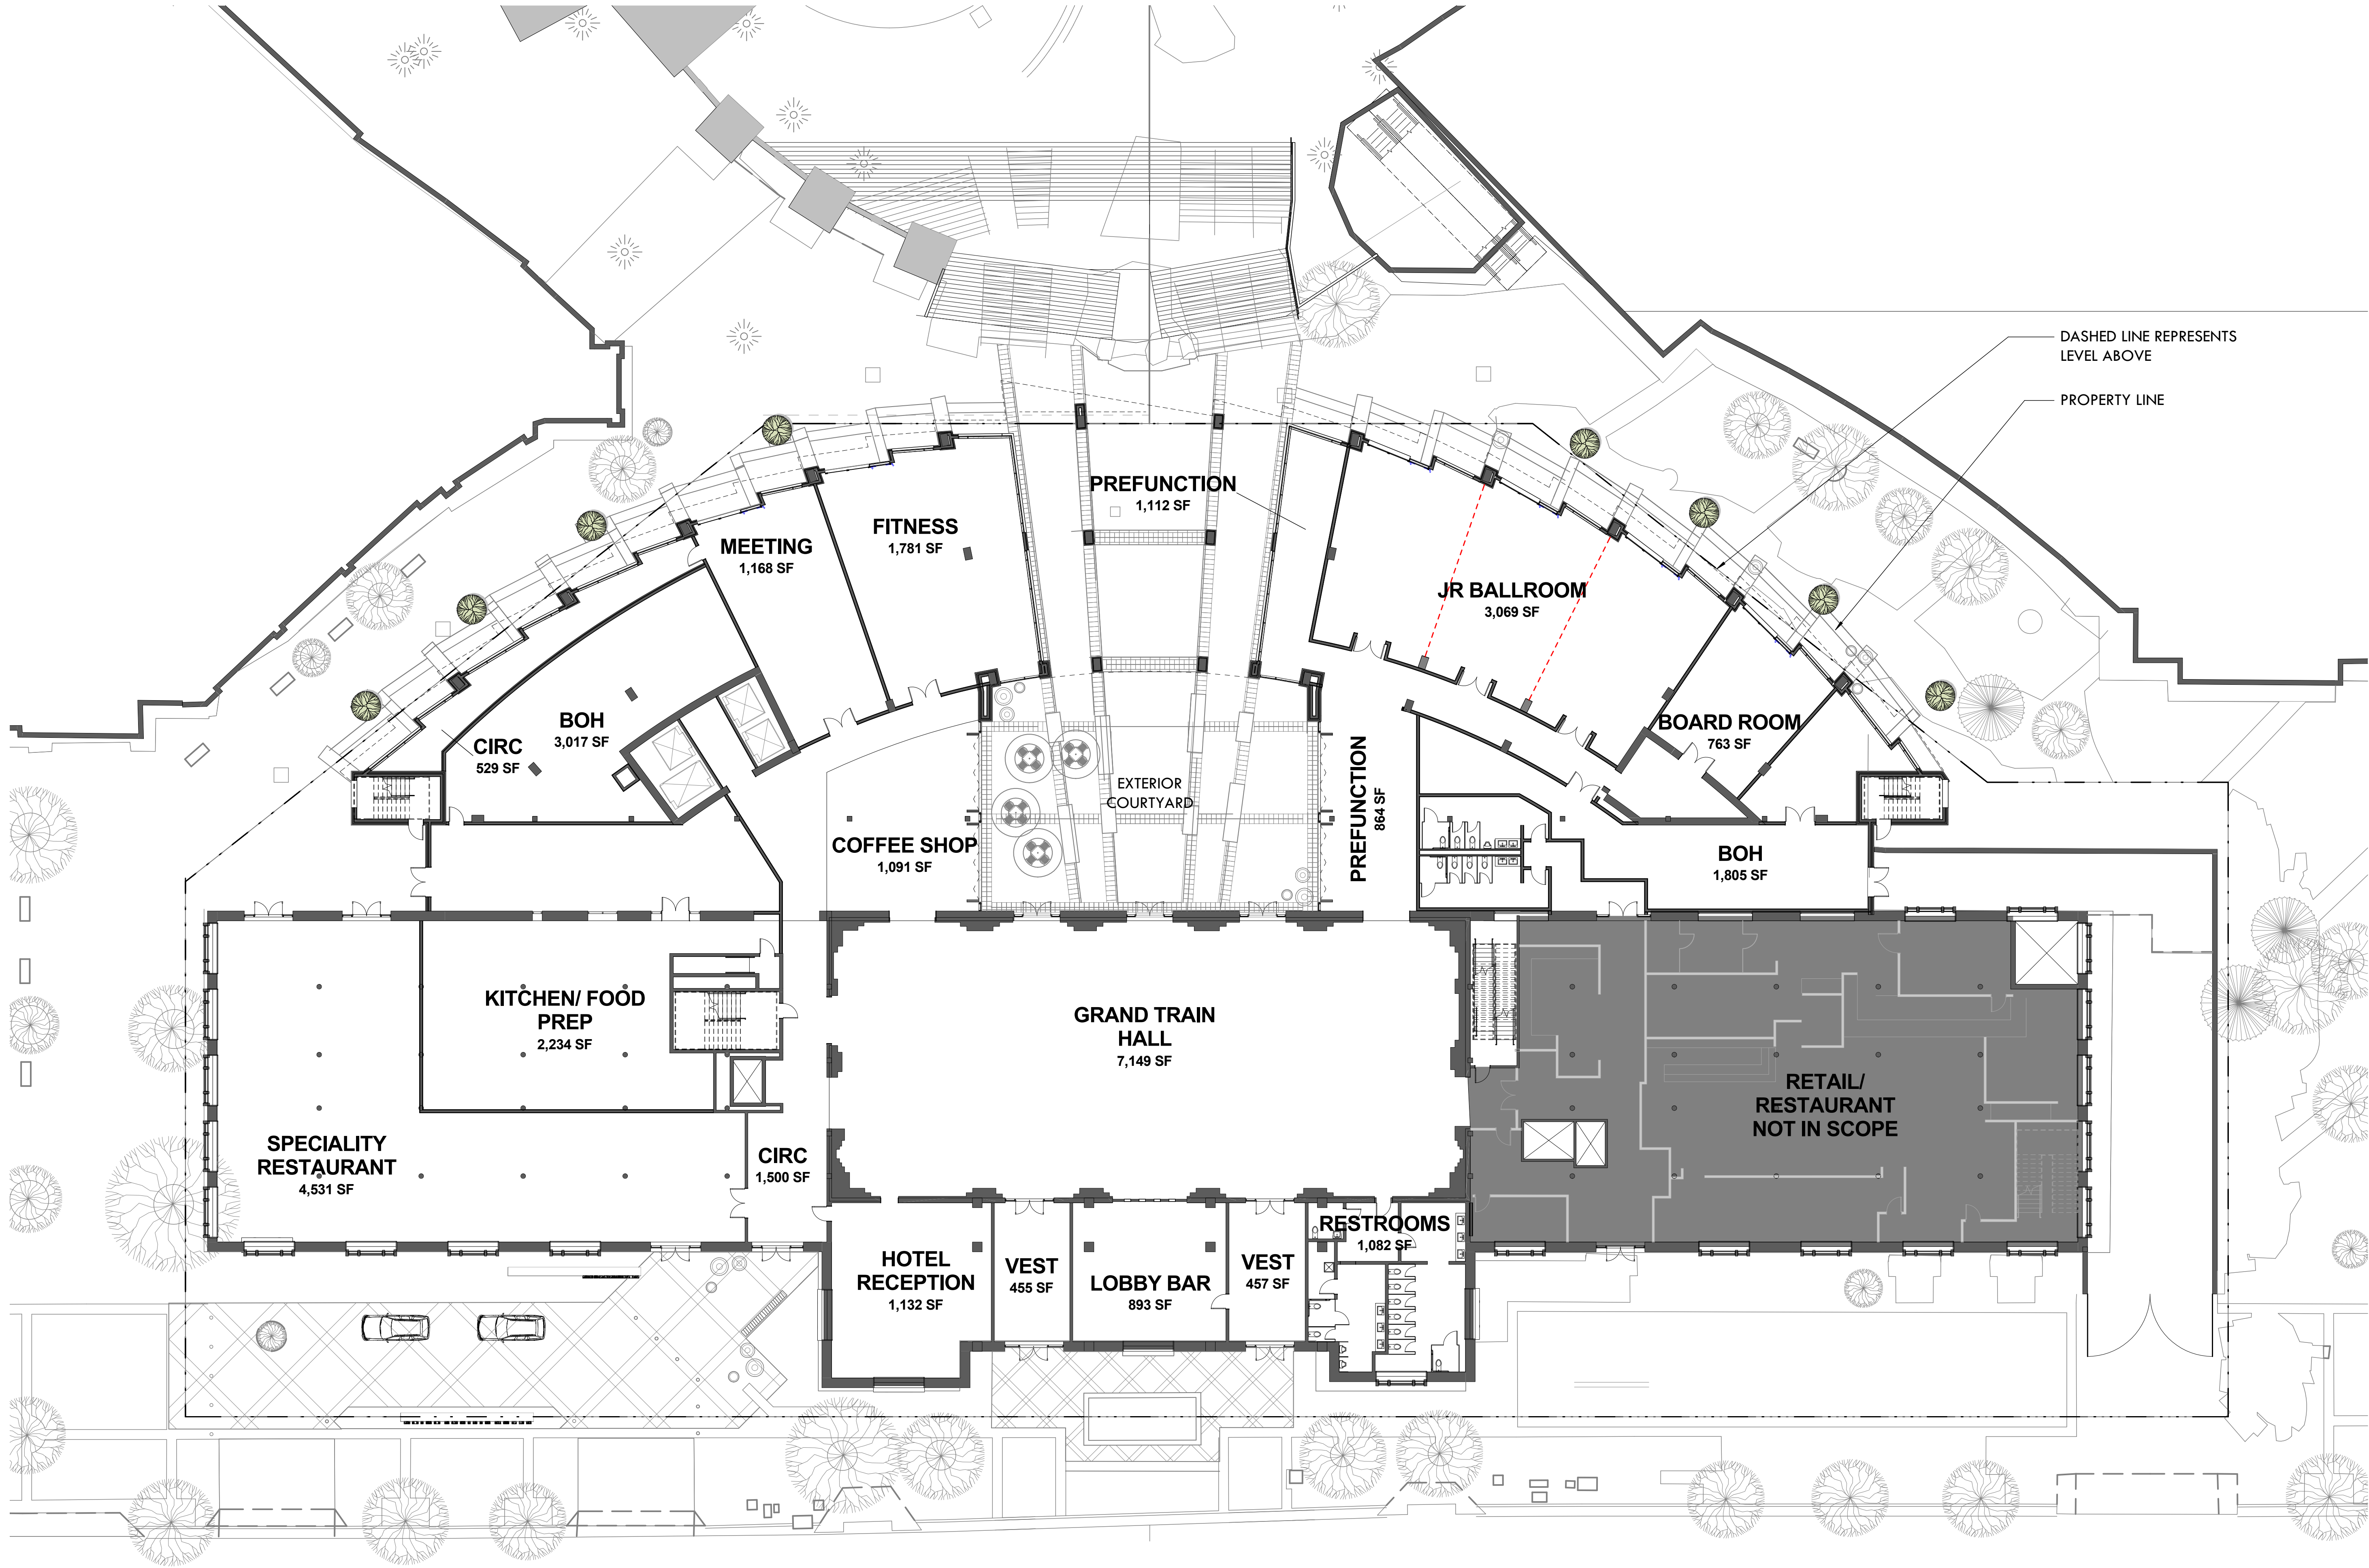 DASHED LINE REPRESENTS
LEVEL ABOVE
PROPERTY LINE
PREFUNCTION
1,112 SF
FITNESS
1,781 SF
MEETING
1,168 SF
JR BALLROOM
3,069 SF
BOH
3,017 SF
CIRC
529 SF
BOARD ROOM
763 SF
EXTERIOR
COURTYARD
PREFUNCTION
864 SF
COFFEE SHOP
1,091 SF
BOH
1,805 SF
KITCHEN/ FOOD
PREP
2,234 SF
GRAND TRAIN
HALL
7,149 SF
RETAIL/
RESTAURANT
NOT IN SCOPE
SPECIALITY
RESTAURANT
4,531 SF
CIRC
1,500 SF
RESTROOMS
1,082 SF
HOTEL
RECEPTION
1,132 SF
VEST
455 SF
LOBBY BAR
893 SF
VEST
457 SF